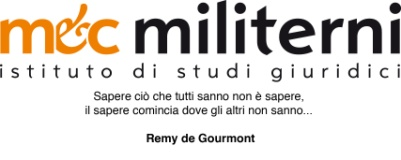 m&c militerni
istituto di studi giuridici
Sapere ciò che tutti sanno non è sapere,
il sapere comincia dove gli altri non sanno...
Remy de Gourmont